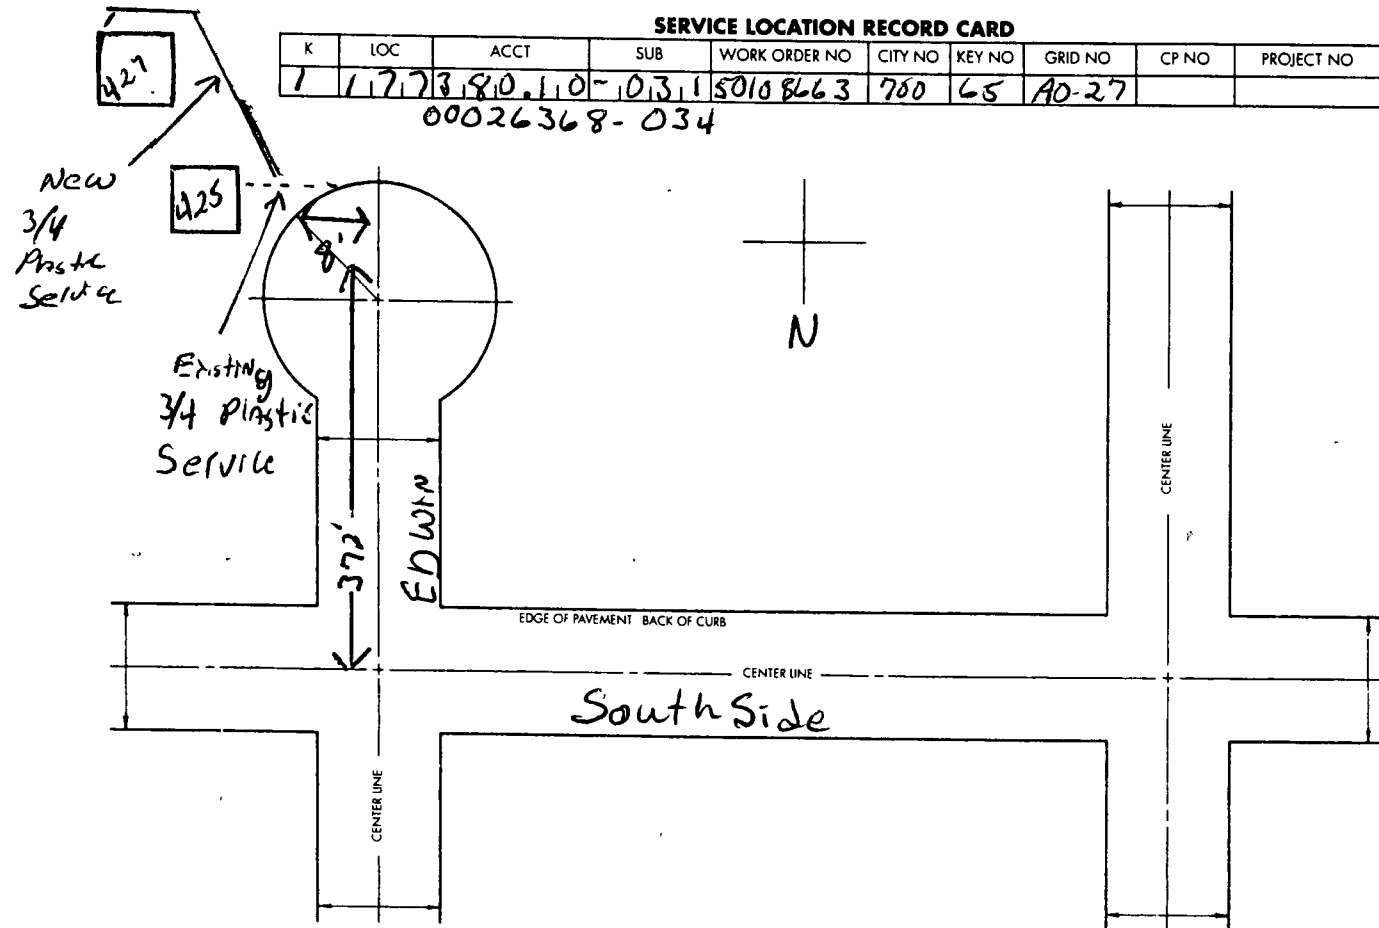 SERVICE LOCATION RECORD CARD
K LOC ACCT SUB WORK ORDER NO CITY NO KEY NO GRID NO CP NO PROJECT NO
1 177 380.10 -031 50108663 700 65 AO-27
00026368-034
427
New
3/4
Plastic
Service
425
8'
N
Existing
3/4 Plastic
Service
372'
EDWIN
CENTER LINE
EDGE OF PAVEMENT BACK OF CURB
CENTER LINE
South Side
CENTER LINE